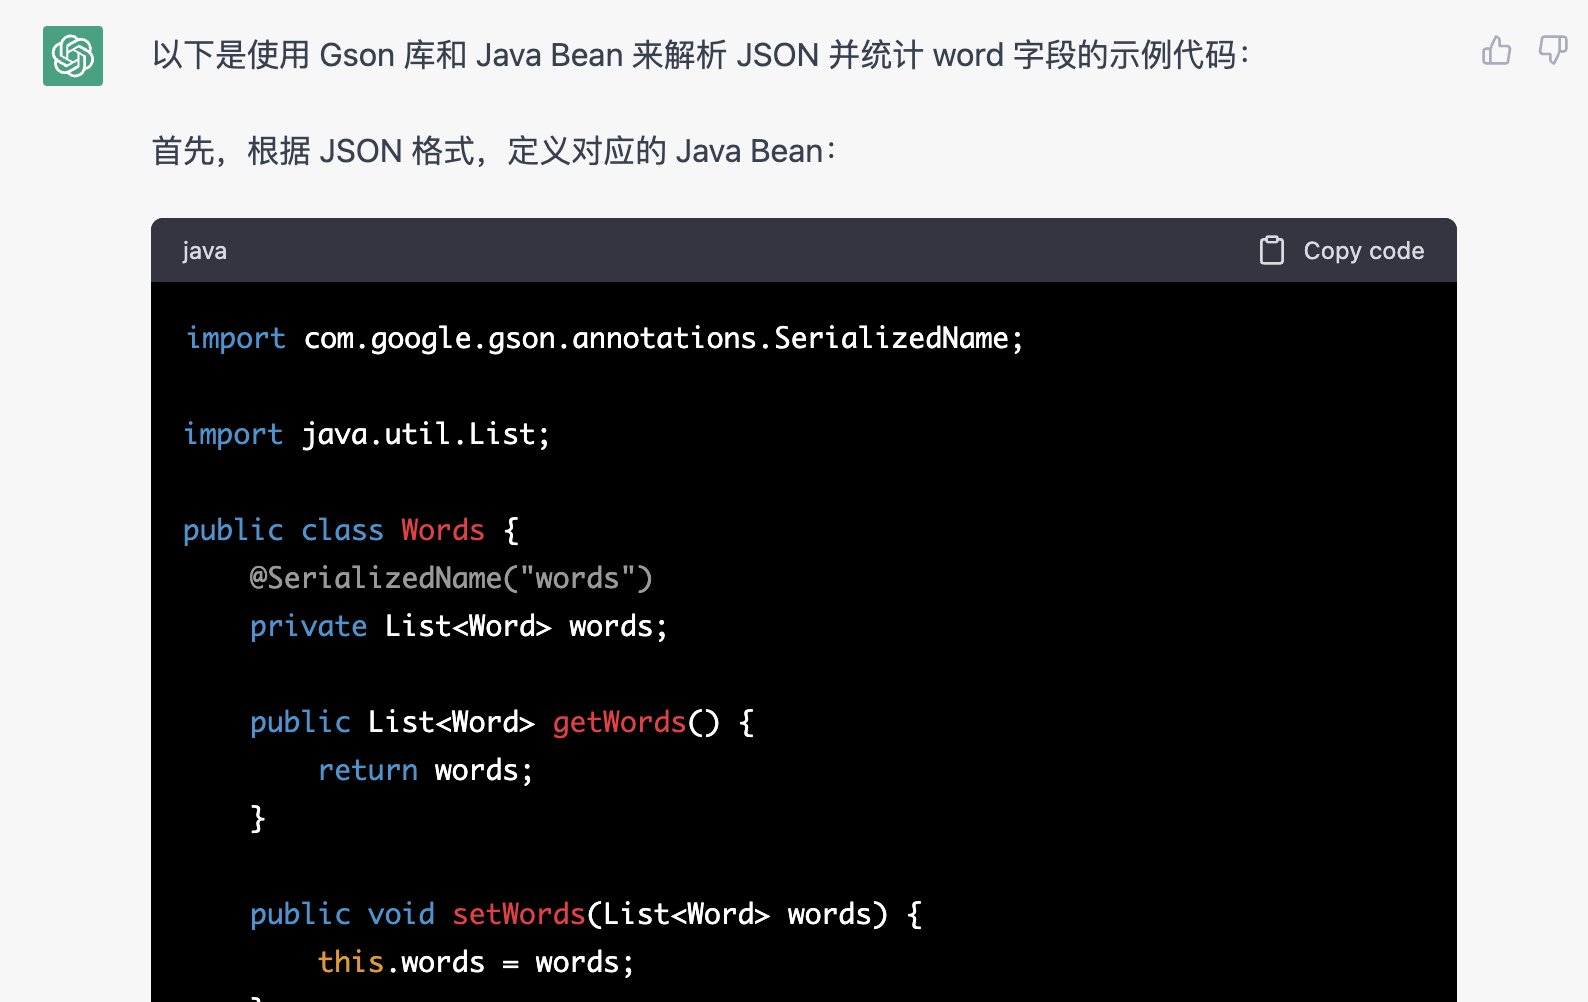 以下是使用 Gson 库和 Java Bean 来解析 JSON 并统计 word 字段的示例代码：
首先，根据 JSON 格式，定义对应的 Java Bean：
java
Copy code
import com.google.gson.annotations.SerializedName;
import java.util.List;
public class Words {
    @SerializedName("words")
    private List<Word> words;
    public List<Word> getWords() {
        return words;
    }
    public void setWords(List<Word> words) {
        this.words = words;
    }